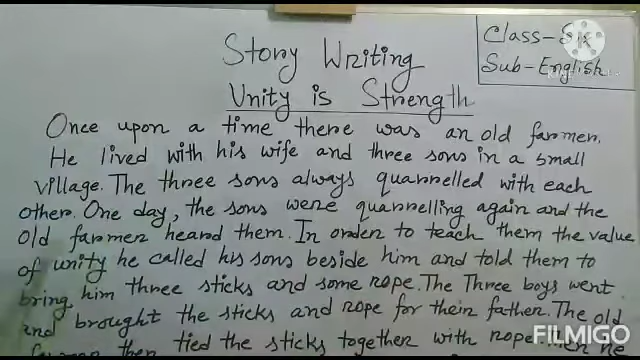 Class-Six
Sub-English
Story Writing
Unity is Strength
Once upon a time there was an old farmer.
He lived with his wife and three sons in a small
village. The three sons always quarrelled with each
other. One day, the sons were quarrelling again and the
old farmer heard them. In order to teach them the value
of unity he called his sons beside him and told them to
bring him three sticks and some rope. The Three boys went
and brought the sticks and rope for their father. The old
farmer then tied the sticks together with rope. Then he
FILMIGO